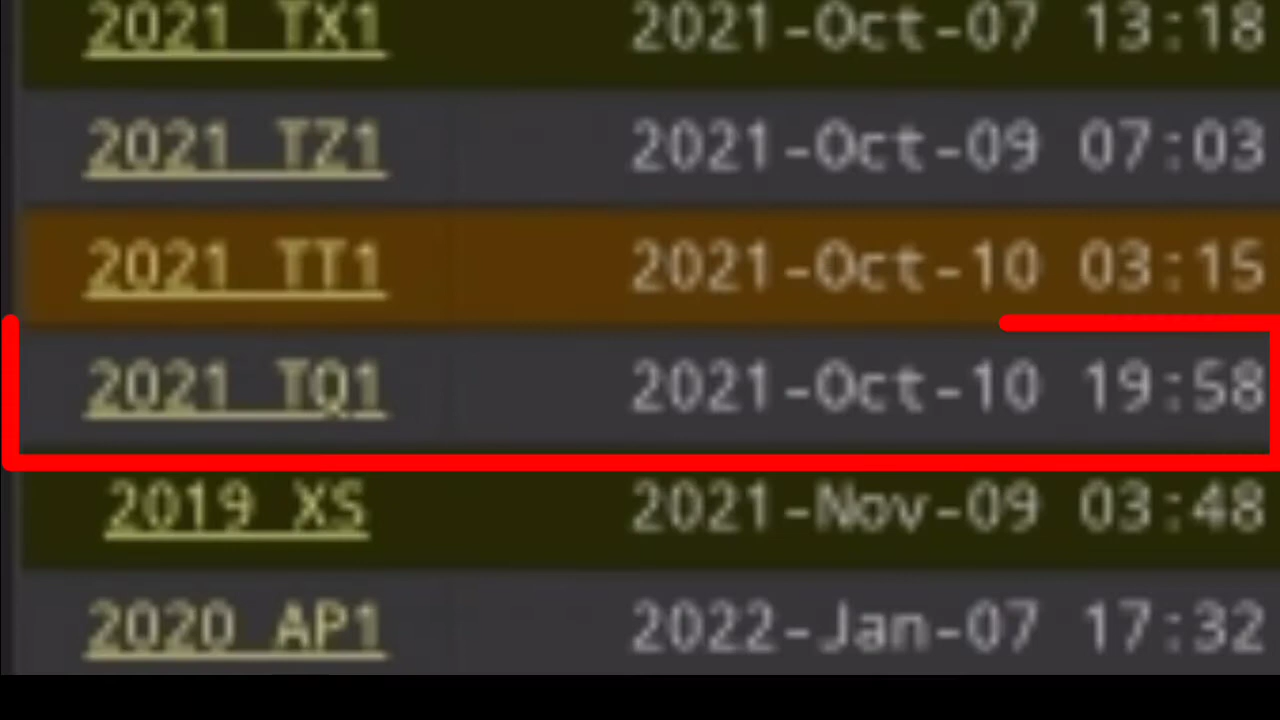 2021 TX1 2021-Oct-07 13:18
2021 TZ1 2021-Oct-09 07:03
2021 TT1 2021-Oct-10 03:15
2021 TQ1 2021-Oct-10 19:58
2019 XS 2021-Nov-09 03:48
2020 AP1 2022-Jan-07 17:32